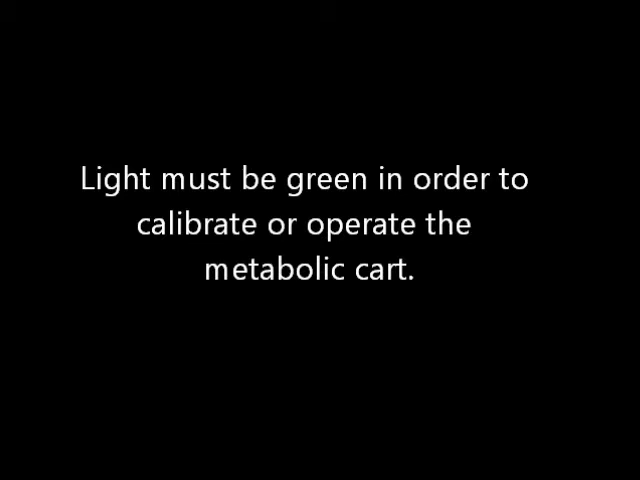 Light must be green in order to
calibrate or operate the
metabolic cart.